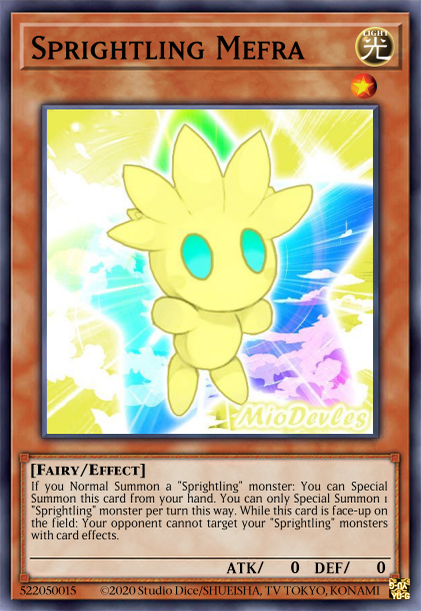 Sprightling Mefra
LIGHT
光
MioDevles
[Fairy/Effect]
If you Normal Summon a "Sprightling" monster: You can Special
Summon this card from your hand. You can only Special Summon 1
"Sprightling" monster per turn this way. While this card is face-up on
the field: Your opponent cannot target your "Sprightling" monsters
with card effects.
ATK/ 0 DEF/ 0
522050015 ©2020 Studio Dice/SHUEISHA, TV TOKYO, KONAMI